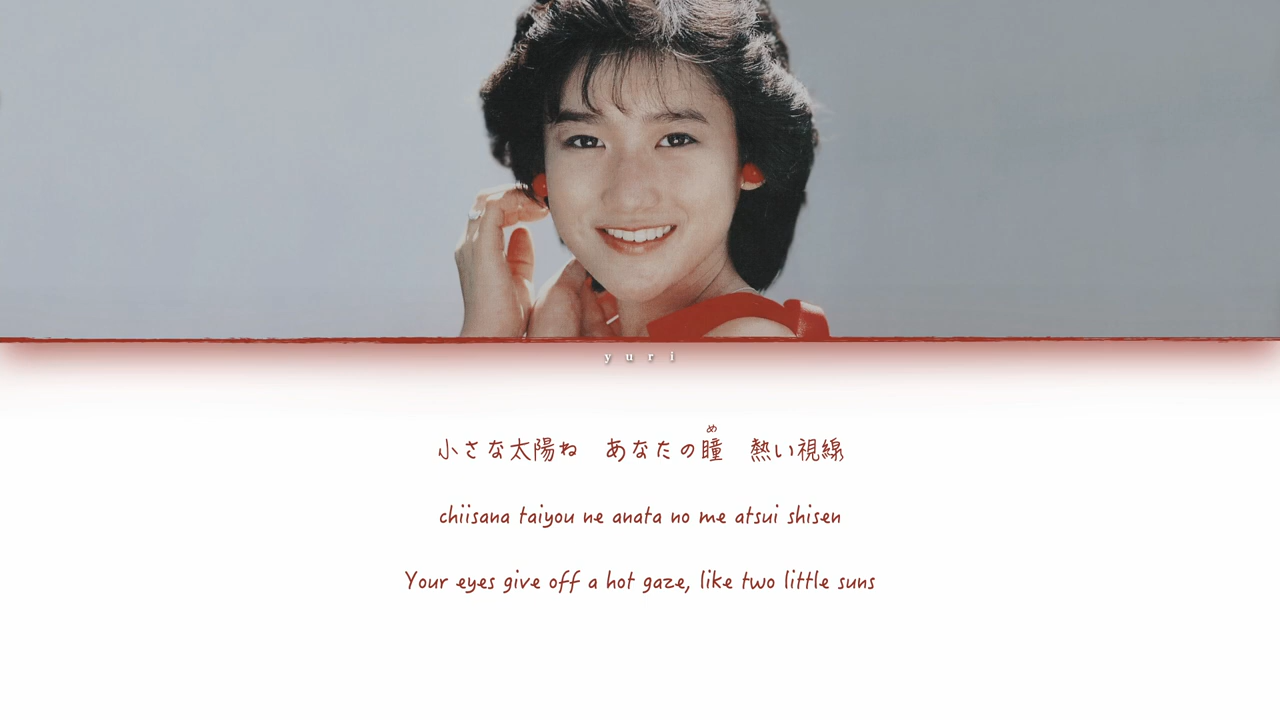 y u r i
め
小さな太陽ね　あなたの瞳　熱い視線
chiisana taiyou ne anata no me atsui shisen
Your eyes give off a hot gaze, like two little suns